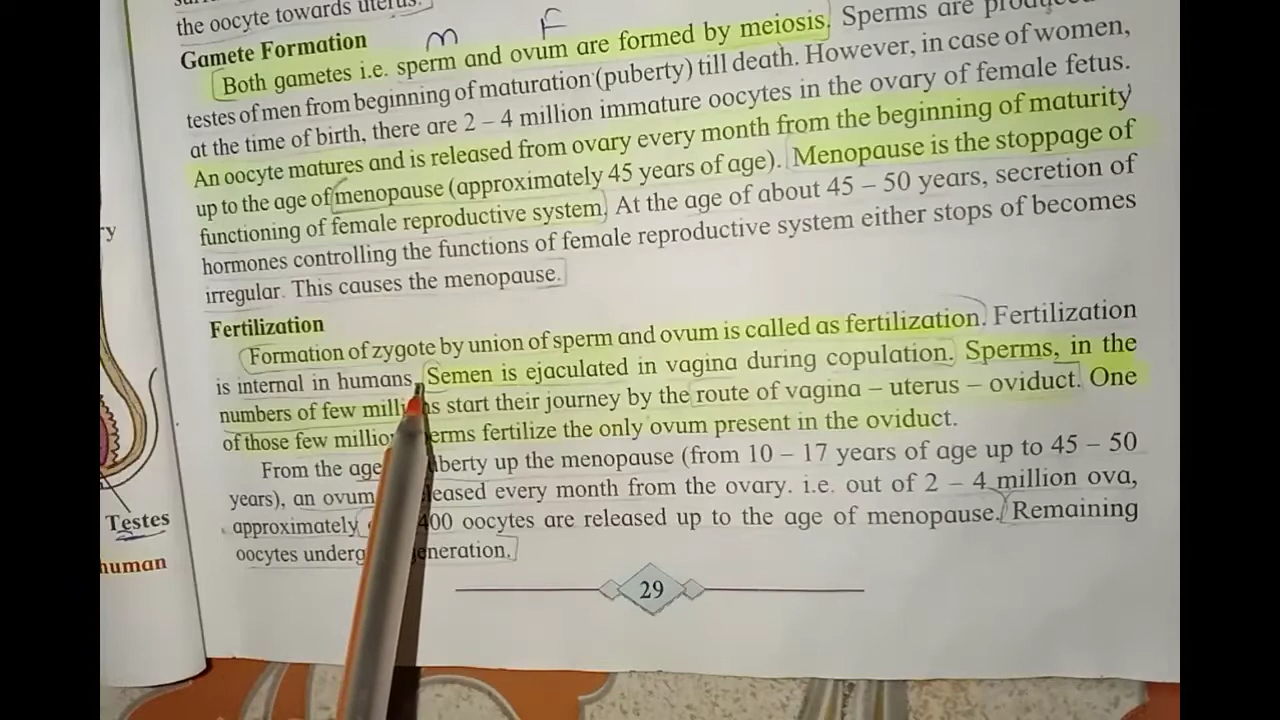 the oocyte towards uterus.
Gamete Formation
m F
Both gametes i.e. sperm and ovum are formed by meiosis. Sperms are
testes of men from beginning of maturation (puberty) till death. However, in case of women,
at the time of birth, there are 2 – 4 million immature oocytes in the ovary of female fetus.
An oocyte matures and is released from ovary every month from the beginning of maturity
up to the age of menopause (approximately 45 years of age). Menopause is the stoppage of
functioning of female reproductive system. At the age of about 45 – 50 years, secretion of
hormones controlling the functions of female reproductive system either stops of becomes
irregular. This causes the menopause.
Fertilization
Formation of zygote by union of sperm and ovum is called as fertilization. Fertilization
is internal in humans. Semen is ejaculated in vagina during copulation. Sperms, in the
numbers of few start their journey by the route of vagina – uterus – oviduct. One
of those few fertilize the only ovum present in the oviduct.
From the age up the menopause (from 10 – 17 years of age up to 45 – 50
years), an ovum every month from the ovary. i.e. out of 2 – 4 million ova,
approximately 400 oocytes are released up to the age of menopause. Remaining
oocytes
29
Testes
human